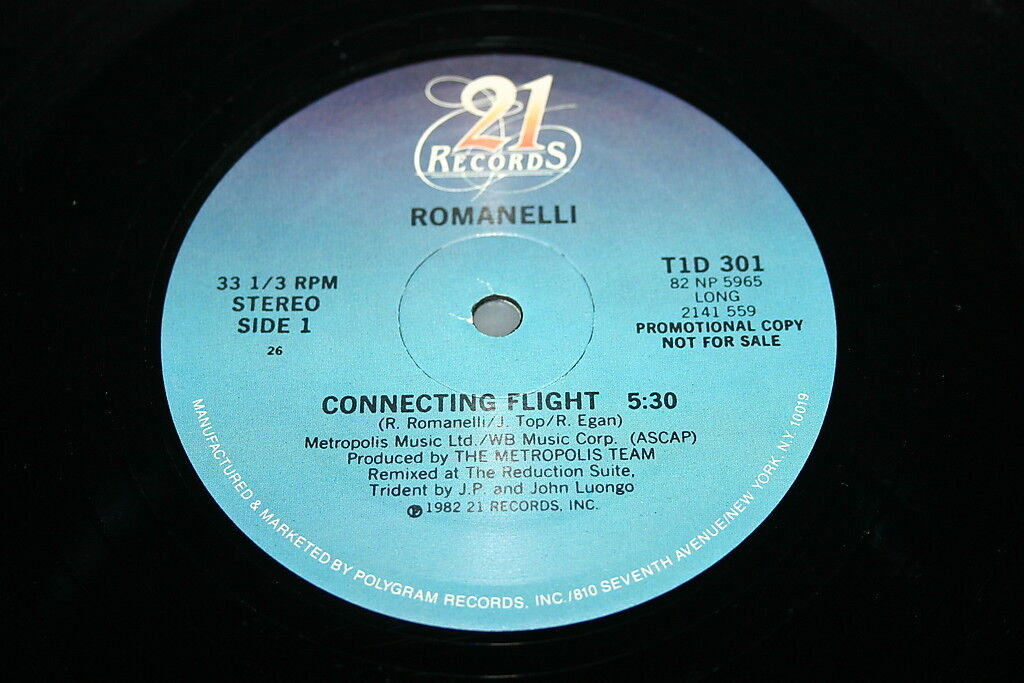 21
RECORDS
ROMANELLI
33 1/3 RPM
STEREO
SIDE 1
26
T1D 301
82 NP 5965
LONG
2141 559
PROMOTIONAL COPY
NOT FOR SALE
CONNECTING FLIGHT 5:30
(R. Romanelli/J. Top/R. Egan)
Metropolis Music Ltd./WB Music Corp. (ASCAP)
Produced by THE METROPOLIS TEAM
Remixed at The Reduction Suite,
Trident by J.P. and John Luongo
℗ 1982 21 RECORDS, INC.
MANUFACTURED & MARKETED BY POLYGRAM RECORDS, INC./810 SEVENTH AVENUE/NEW YORK, N.Y. 10019